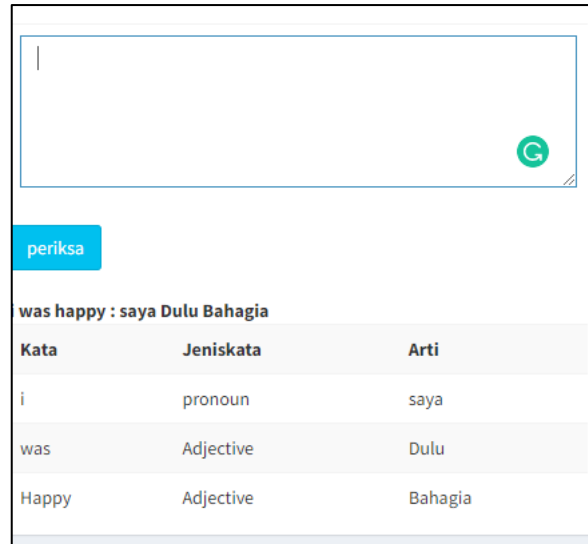 periksa
i was happy : saya Dulu Bahagia
Kata Jeniskata Arti
i pronoun saya
was Adjective Dulu
Happy Adjective Bahagia